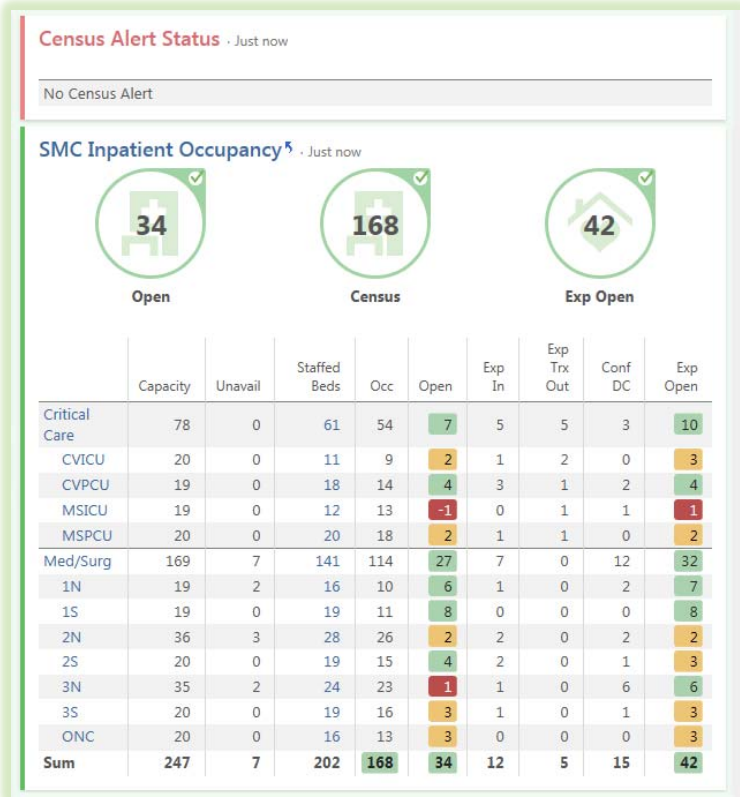 Census Alert Status · Just now
No Census Alert
SMC Inpatient Occupancy · Just now
34 168 42
Open Census Exp Open
Capacity Unavail Staffed Beds Occ Open Exp In Exp Trx Out Conf DC Exp Open
Critical Care 78 0 61 54 7 5 5 3 10
CVICU 20 0 11 9 2 1 2 0 3
CVPCU 19 0 18 14 4 3 1 2 4
MSICU 19 0 12 13 -1 0 1 1 1
MSPCU 20 0 20 18 2 1 1 0 2
Med/Surg 169 7 141 114 27 7 0 12 32
1N 19 2 16 10 6 1 0 2 7
1S 19 0 19 11 8 0 0 0 8
2N 36 3 28 26 2 2 0 2 2
2S 20 0 19 15 4 2 0 1 3
3N 35 2 24 23 1 1 0 6 6
3S 20 0 19 16 3 1 0 1 3
ONC 20 0 16 13 3 0 0 0 3
Sum 247 7 202 168 34 12 5 15 42